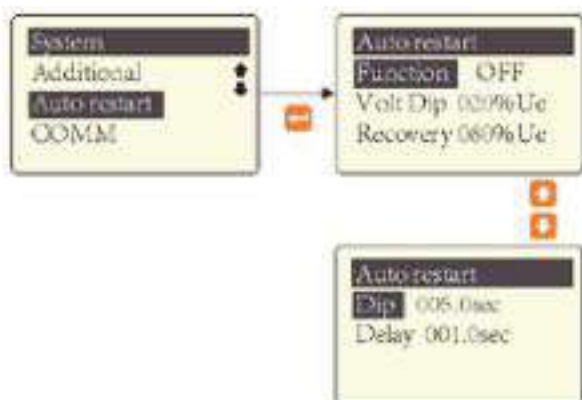 System
Additional
Auto restart
COMM
Auto restart
Function OFF
Volt Dip 020%Ue
Recovery 080%Ue
Auto restart
Dip 005.0sec
Delay 001.0sec